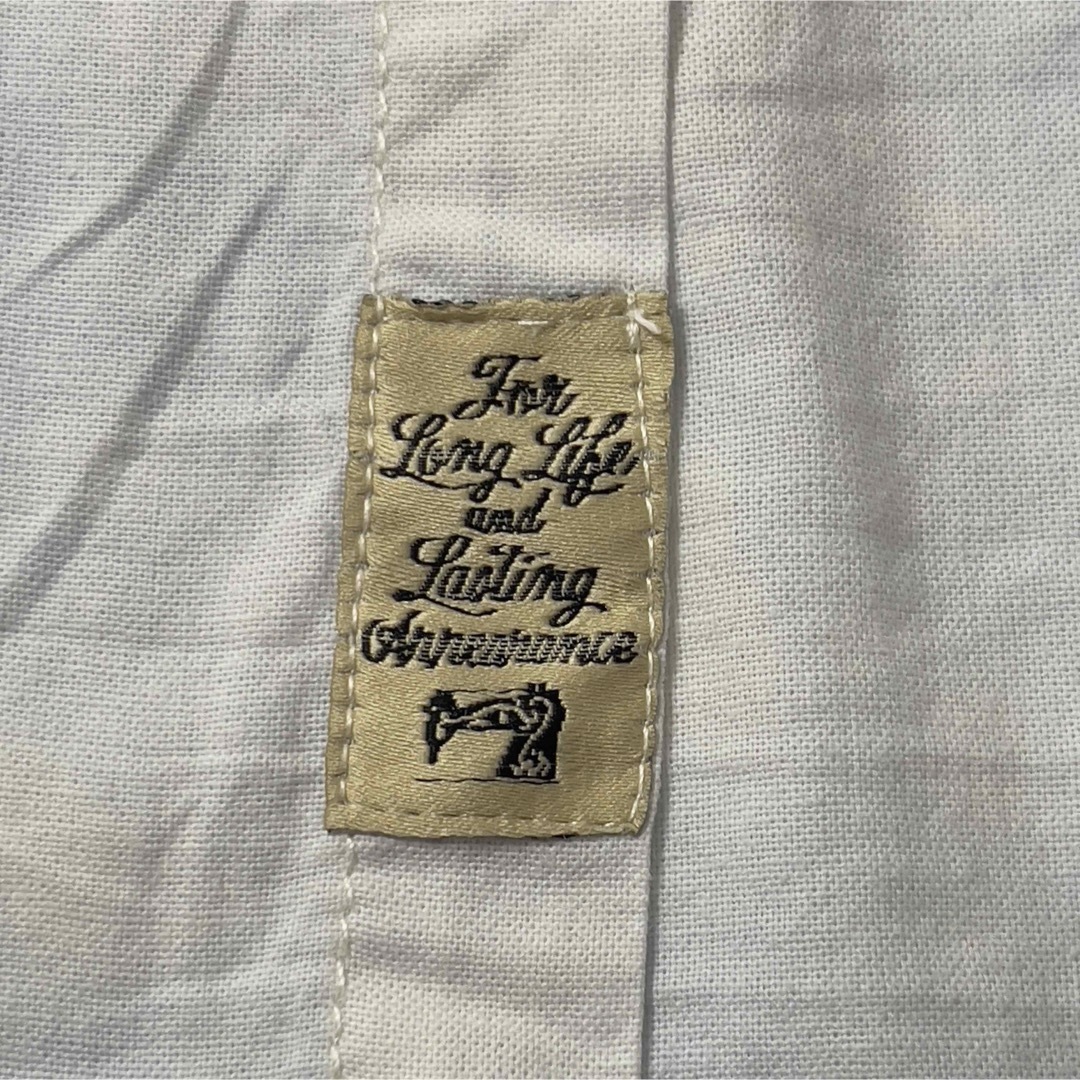 For
Long Life
and
Lasting
Appearance